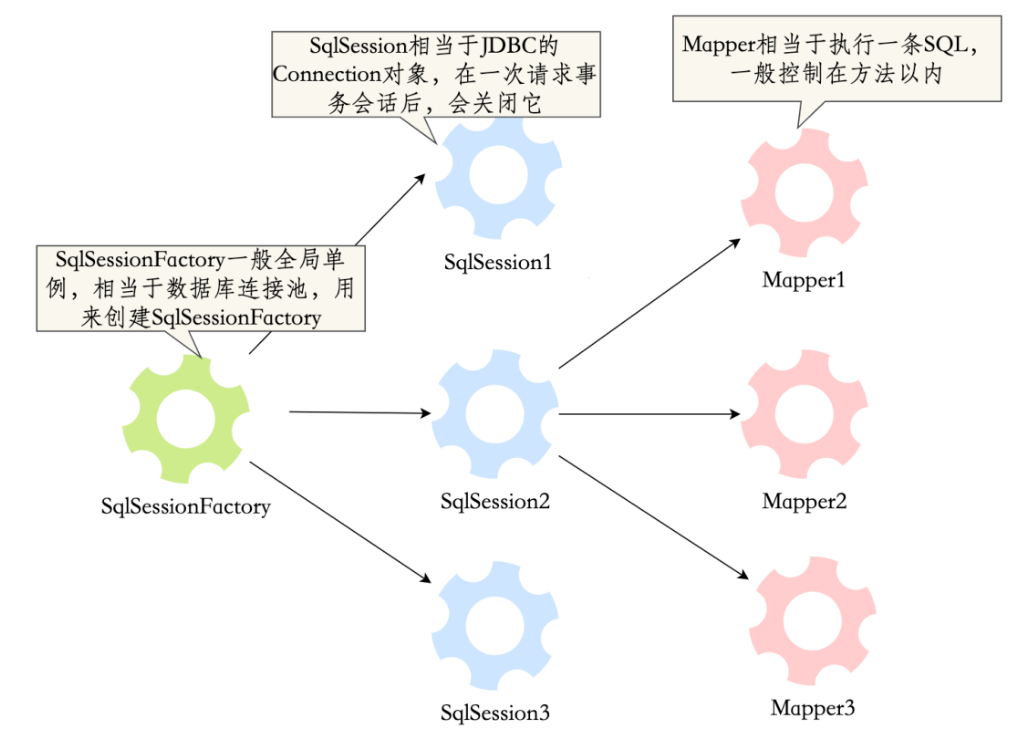 SqlSession相当于JDBC的
Connection对象，在一次请求事
务会话后，会关闭它
Mapper相当于执行一条SQL，
一般控制在方法以内
SqlSession1
Mapper1
SqlSessionFactory一般全局单
例，相当于数据库连接池，用
来创建SqlSessionFactory
SqlSessionFactory
SqlSession2
Mapper2
SqlSession3
Mapper3